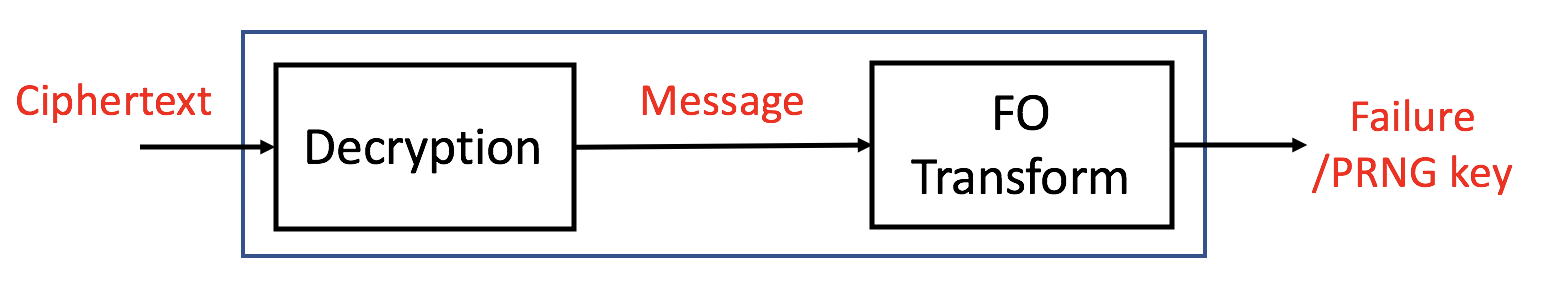 Ciphertext
Decryption
Message
FO
Transform
Failure
/PRNG key